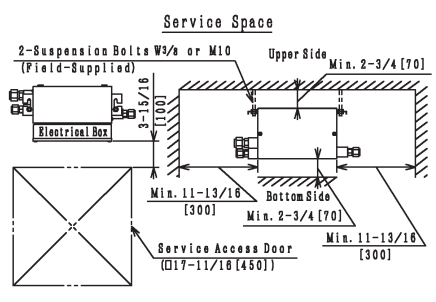 Service Space
2-Suspension Bolts W3/8 or M10
(Field-Supplied)
Upper Side
Min. 2-3/4 [70]
3-15/16
[100]
Electrical Box
Min. 11-13/16
[300]
Bottom Side
Min. 2-3/4 [70]
Min. 11-13/16
[300]
Service Access Door
(□17-11/16 [450])